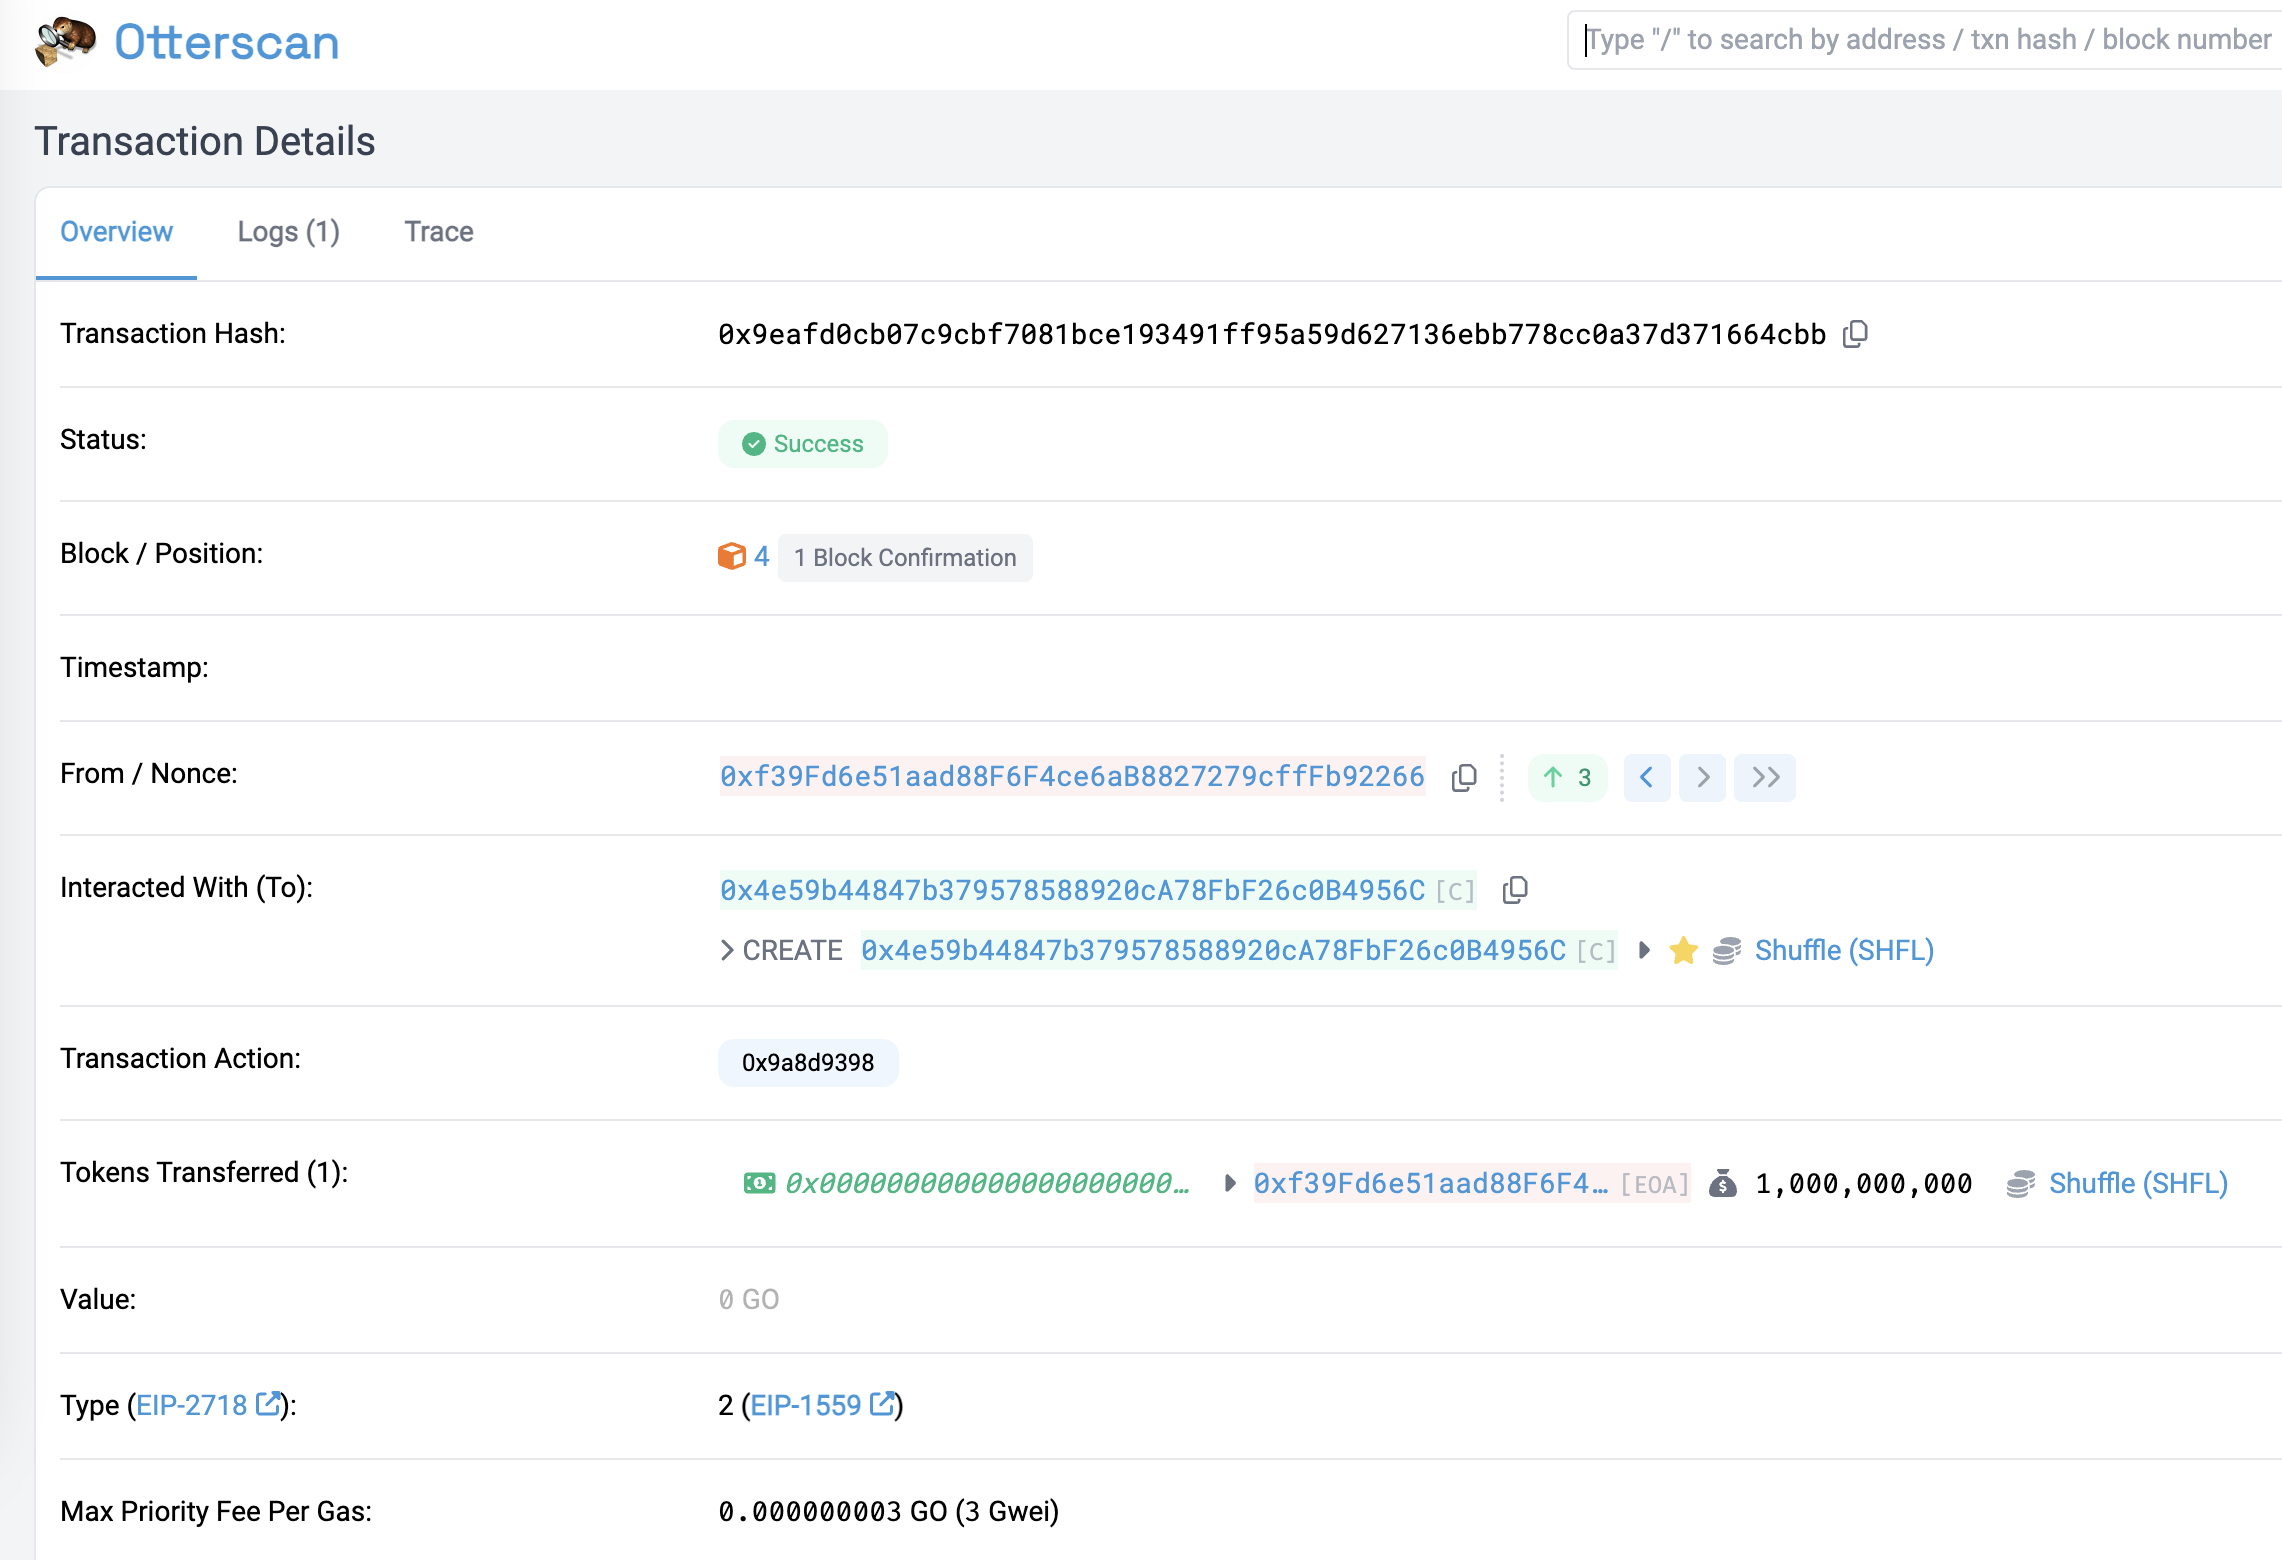 Otterscan
Type "/" to search by address / txn hash / block number
Transaction Details
Overview Logs (1) Trace
Transaction Hash: 0x9eafd0cb07c9cbf7081bce193491ff95a59d627136ebb778cc0a37d371664cbb
Status: Success
Block / Position: 4 1 Block Confirmation
Timestamp:
From / Nonce: 0xf39Fd6e51aad88F6F4ce6aB8827279cffFb92266 3
Interacted With (To): 0x4e59b44847b379578588920cA78FbF26c0B4956C [C]
CREATE 0x4e59b44847b379578588920cA78FbF26c0B4956C [C] Shuffle (SHFL)
Transaction Action: 0x9a8d9398
Tokens Transferred (1): 0x00000000000000000000000… 0xf39Fd6e51aad88F6F4… [EOA] 1,000,000,000 Shuffle (SHFL)
Value: 0 GO
Type (EIP-2718): 2 (EIP-1559)
Max Priority Fee Per Gas: 0.000000003 GO (3 Gwei)